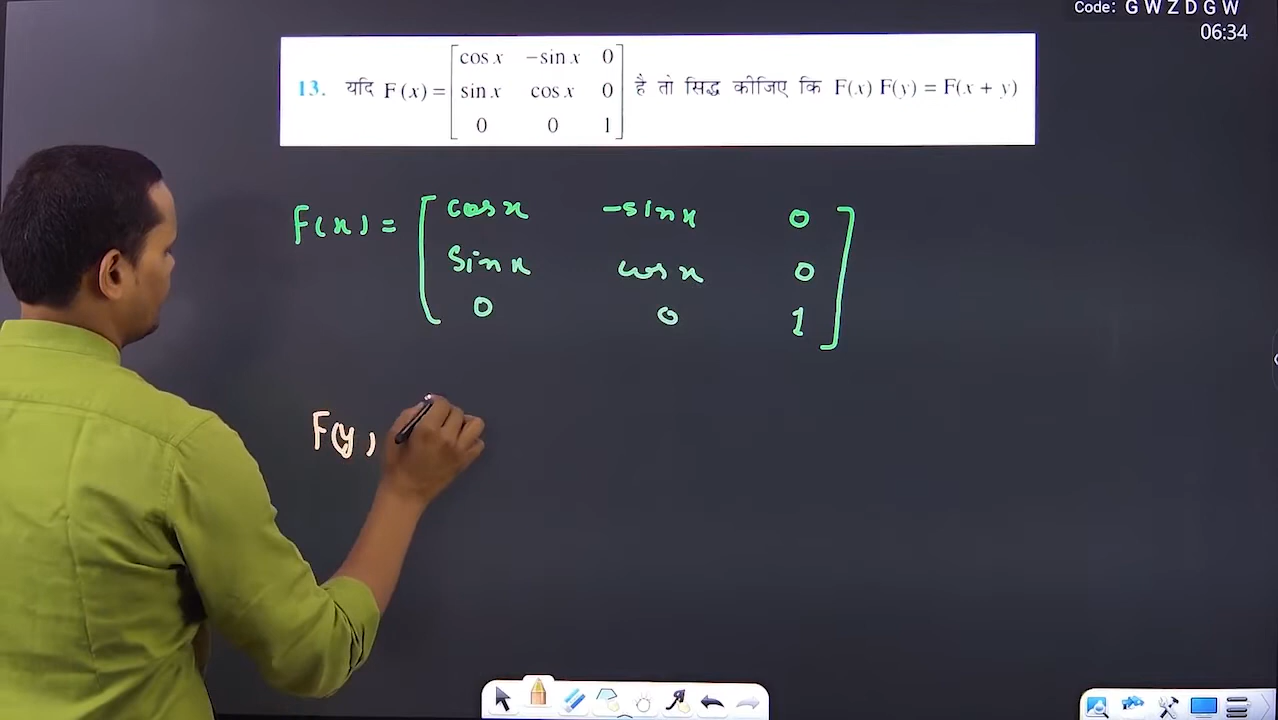 Code: G W Z D G W
06:34
cos x -sin x 0
13. यदि F (x) = sin x cos x 0 है तो सिद्ध कीजिए कि F(x) F(y) = F(x + y)
0 0 1
cos x -sin x 0
F(x) =
sin x cos x 0
0 0 1
F(y)